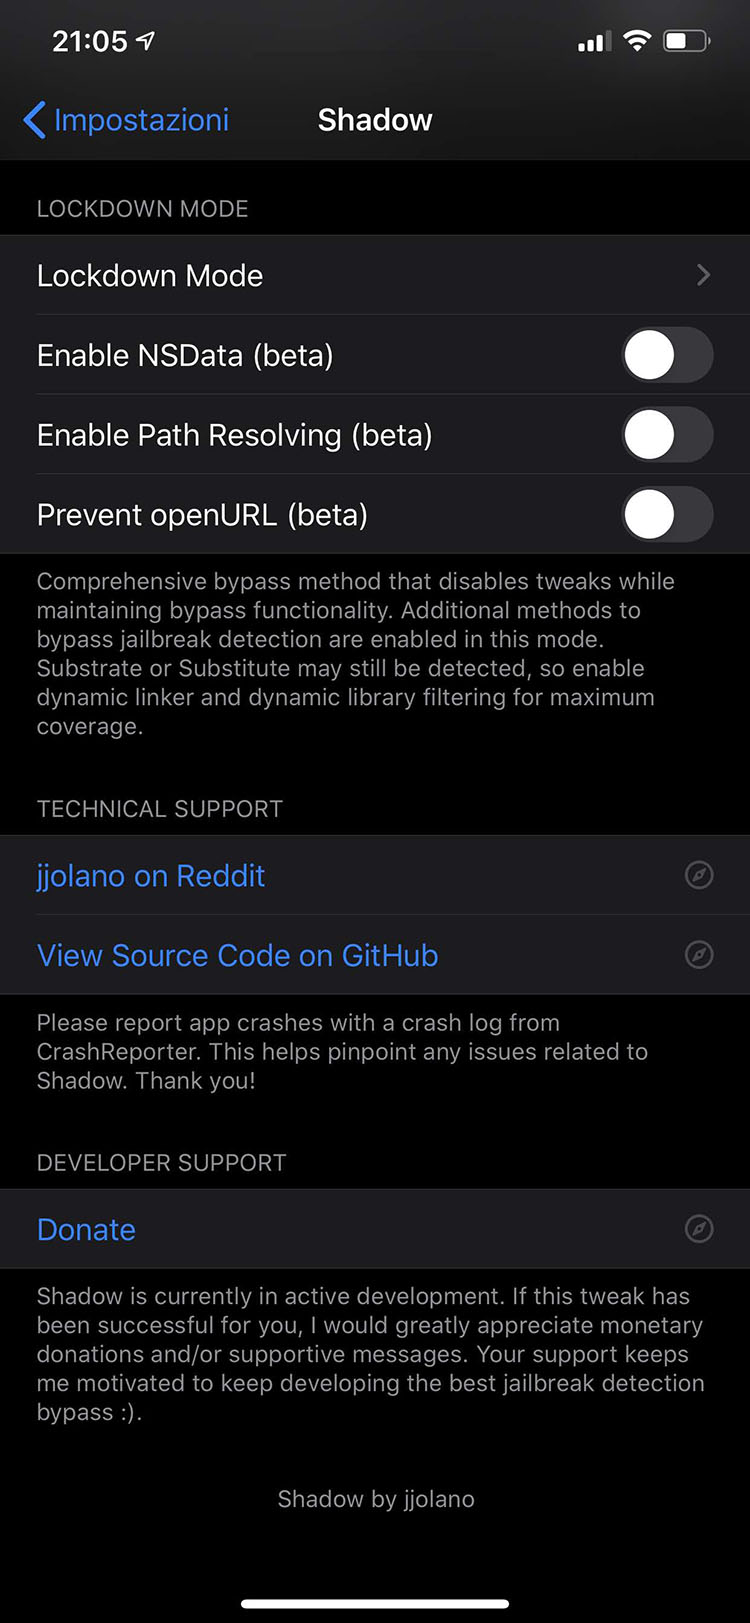 21:05
Impostazioni
Shadow
LOCKDOWN MODE
Lockdown Mode
Enable NSData (beta)
Enable Path Resolving (beta)
Prevent openURL (beta)
Comprehensive bypass method that disables tweaks while
maintaining bypass functionality. Additional methods to
bypass jailbreak detection are enabled in this mode.
Substrate or Substitute may still be detected, so enable
dynamic linker and dynamic library filtering for maximum
coverage.
TECHNICAL SUPPORT
jjolano on Reddit
View Source Code on GitHub
Please report app crashes with a crash log from
CrashReporter. This helps pinpoint any issues related to
Shadow. Thank you!
DEVELOPER SUPPORT
Donate
Shadow is currently in active development. If this tweak has
been successful for you, I would greatly appreciate monetary
donations and/or supportive messages. Your support keeps
me motivated to keep developing the best jailbreak detection
bypass :).
Shadow by jjolano